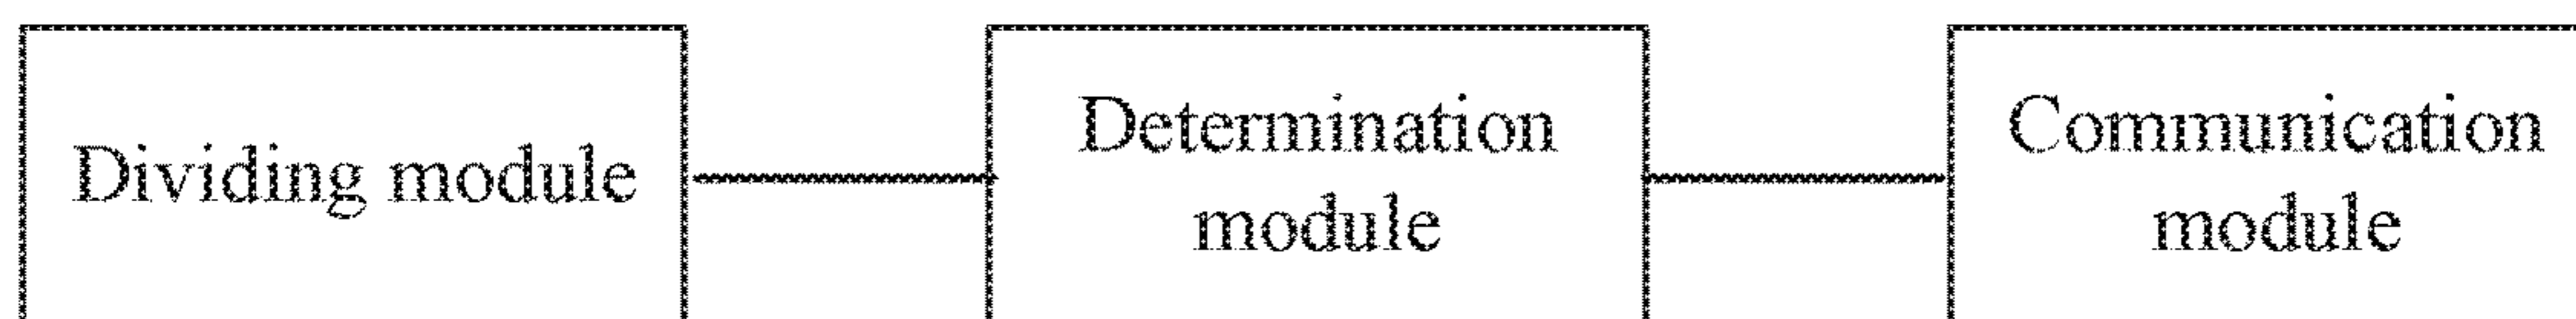 Dividing module
Determination
module
Communication
module